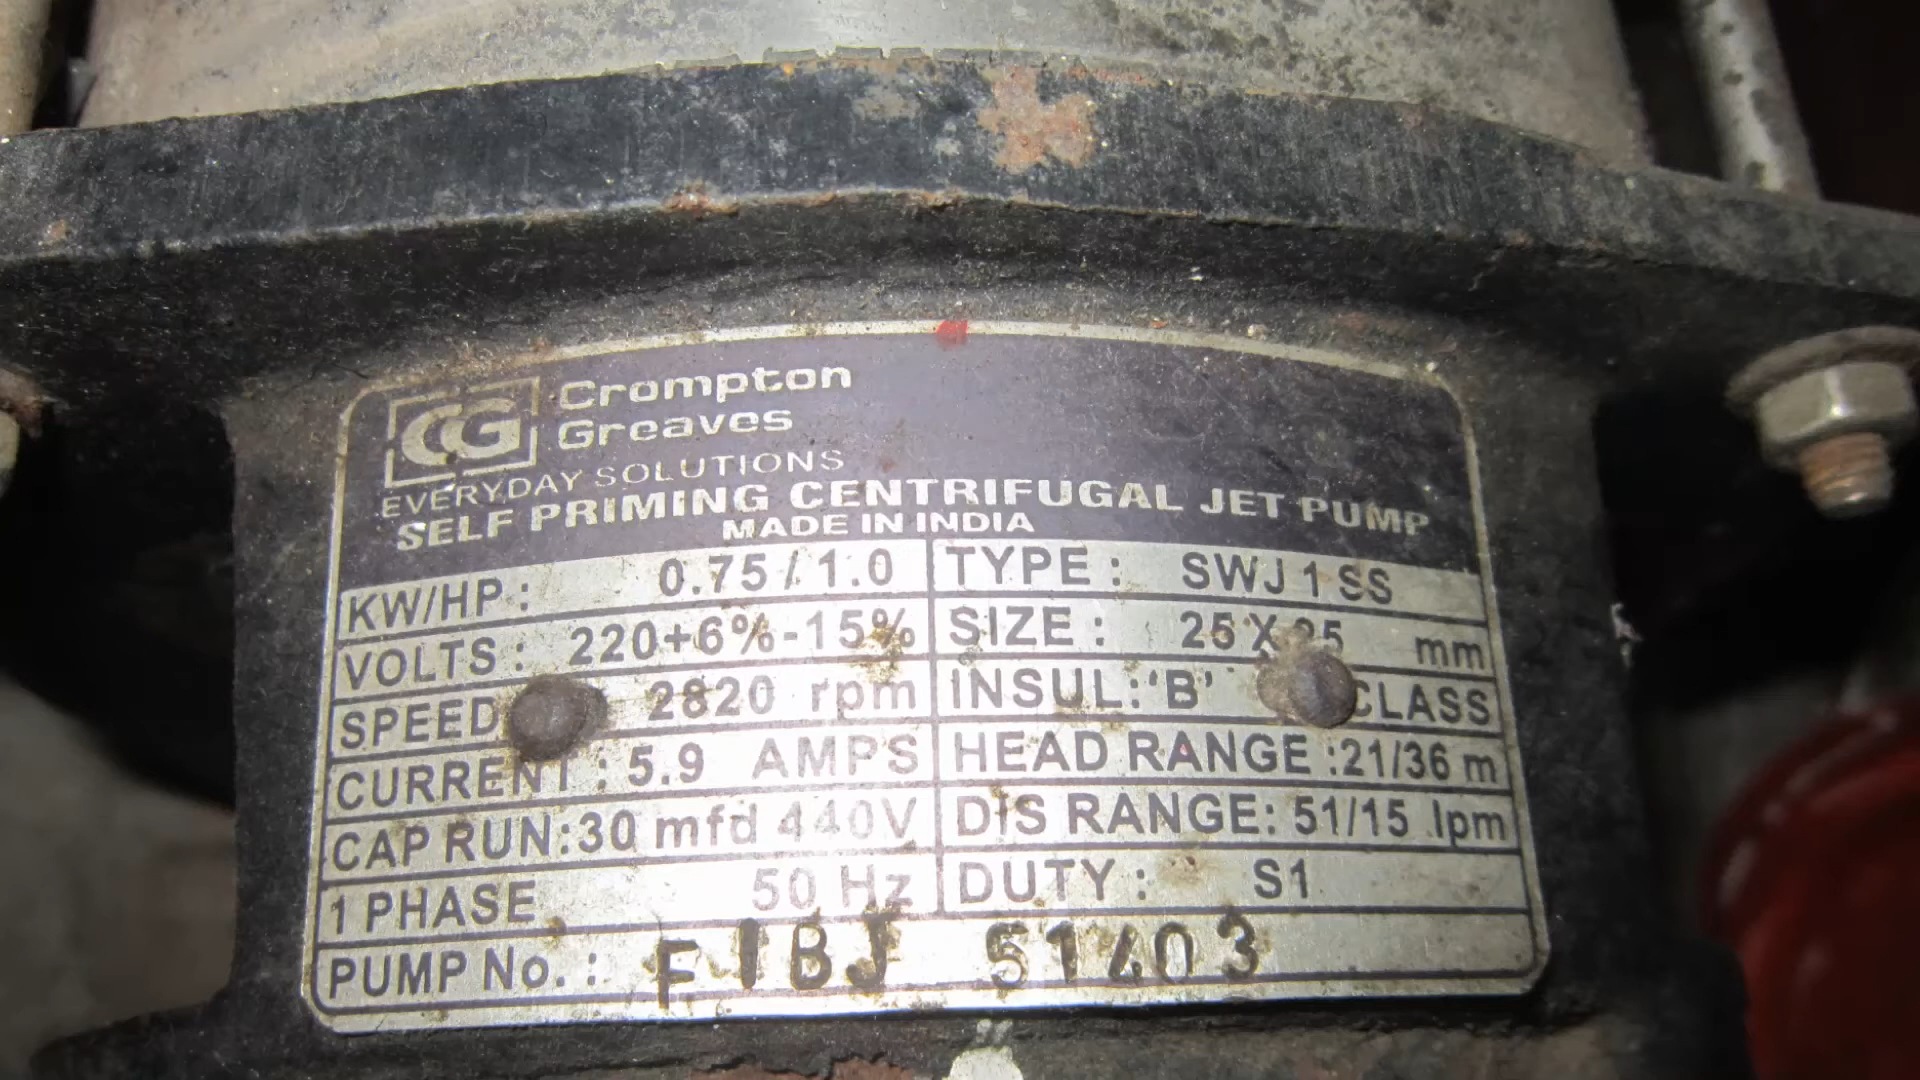 CG Crompton
Greaves
EVERYDAY SOLUTIONS
SELF PRIMING CENTRIFUGAL JET PUMP
MADE IN INDIA
KW/HP : 0.75 / 1.0 TYPE : SWJ 1 SS
VOLTS : 220+6%-15% SIZE : 25 X 25 mm
SPEED 2820 rpm INSUL: 'B' CLASS
CURRENT : 5.9 AMPS HEAD RANGE :21/36 m
CAP RUN:30 mfd 440V DIS RANGE: 51/15 lpm
1 PHASE 50 Hz DUTY : S1
PUMP No. : FIBJ 51403